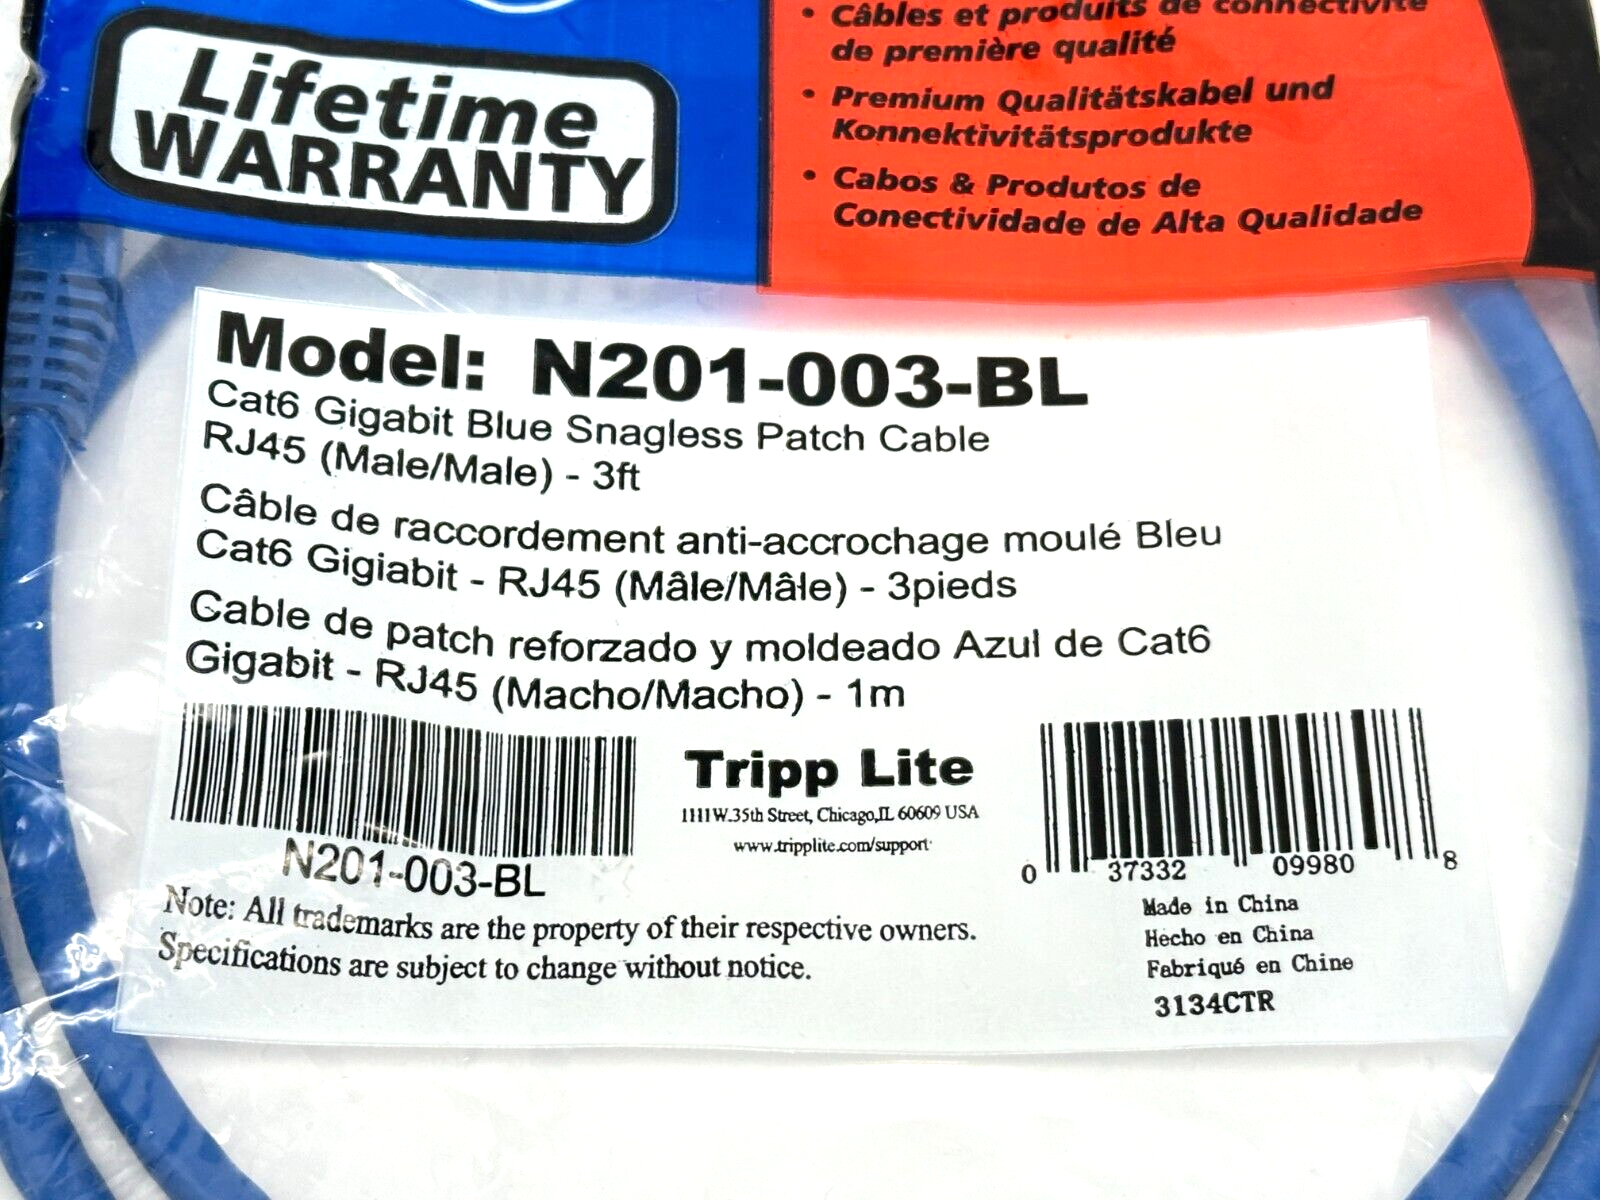 Lifetime
WARRANTY
• Câbles et produits de connectivité
de première qualité
• Premium Qualitätskabel und
Konnektivitätsprodukte
• Cabos & Produtos de
Conectividade de Alta Qualidade
Model: N201-003-BL
Cat6 Gigabit Blue Snagless Patch Cable
RJ45 (Male/Male) - 3ft
Câble de raccordement anti-accrochage moulé Bleu
Cat6 Gigiabit - RJ45 (Mâle/Mâle) - 3pieds
Cable de patch reforzado y moldeado Azul de Cat6
Gigabit - RJ45 (Macho/Macho) - 1m
N201-003-BL
Tripp Lite
1111 W. 35th Street, Chicago, IL 60609 USA
www.tripplite.com/support
0 37332 09980 8
Note: All trademarks are the property of their respective owners.
Specifications are subject to change without notice.
Made in China
Hecho en China
Fabriqué en Chine
3134CTR